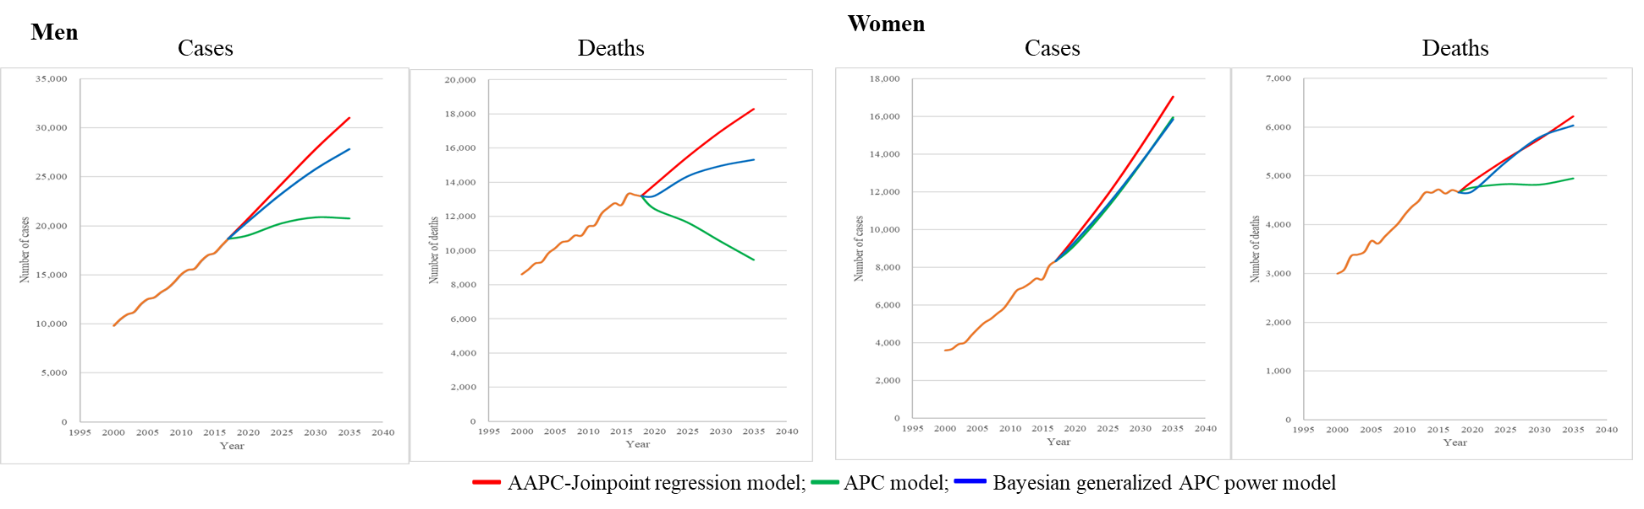 Men
Cases
Deaths
Women
Cases
Deaths
35,000
30,000
25,000
20,000
15,000
10,000
5,000
0
Number of cases
1995 2000 2005 2010 2015 2020 2025 2030 2035 2040
Year
20,000
18,000
16,000
14,000
12,000
10,000
8,000
6,000
4,000
2,000
0
Number of deaths
1995 2000 2005 2010 2015 2020 2025 2030 2035 2040
Year
18,000
16,000
14,000
12,000
10,000
8,000
6,000
4,000
2,000
0
Number of cases
1995 2000 2005 2010 2015 2020 2025 2030 2035 2040
Year
7,000
6,000
5,000
4,000
3,000
2,000
1,000
0
Number of deaths
1995 2000 2005 2010 2015 2020 2025 2030 2035 2040
Year
AAPC-Joinpoint regression model; APC model; Bayesian generalized APC power model